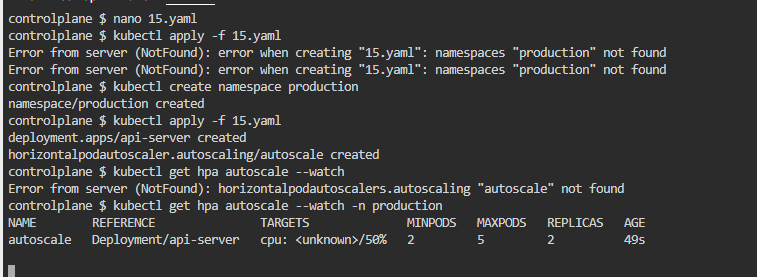 controlplane $ nano 15.yaml
controlplane $ kubectl apply -f 15.yaml
Error from server (NotFound): error when creating "15.yaml": namespaces "production" not found
Error from server (NotFound): error when creating "15.yaml": namespaces "production" not found
controlplane $ kubectl create namespace production
namespace/production created
controlplane $ kubectl apply -f 15.yaml
deployment.apps/api-server created
horizontalpodautoscaler.autoscaling/autoscale created
controlplane $ kubectl get hpa autoscale --watch
Error from server (NotFound): horizontalpodautoscalers.autoscaling "autoscale" not found
controlplane $ kubectl get hpa autoscale --watch -n production
NAME        REFERENCE               TARGETS              MINPODS   MAXPODS   REPLICAS   AGE
autoscale   Deployment/api-server   cpu: <unknown>/50%   2         5         2          49s